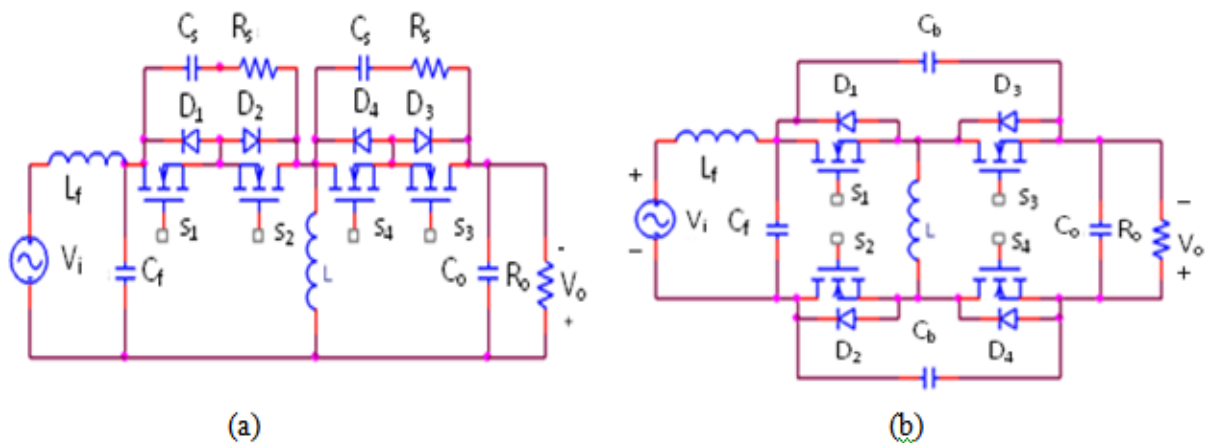 Cs Rs Cs Rs
D1 D2 D4 D3
Lf
S1 S2 S4 S3
Vi Cf L Co Ro - Vo +
(a)
Cb
D1 D3
Lf
S1 S3
+ Vi - Cf L Co Ro - Vo +
S2 S4
D2 Cb D4
(b)